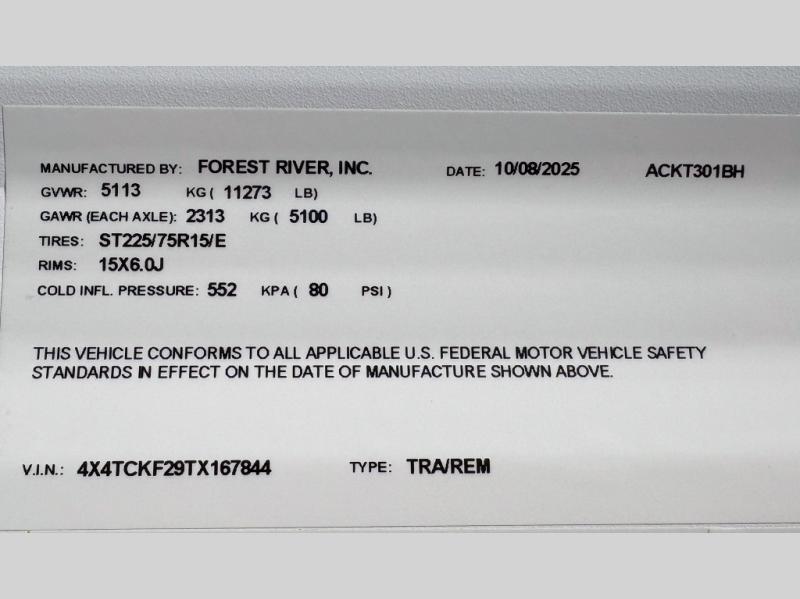 MANUFACTURED BY: FOREST RIVER, INC. DATE: 10/08/2025 ACKT301BH
GVWR: 5113 KG ( 11273 LB)
GAWR (EACH AXLE): 2313 KG ( 5100 LB)
TIRES: ST225/75R15/E
RIMS: 15X6.0J
COLD INFL. PRESSURE: 552 KPA ( 80 PSI )
THIS VEHICLE CONFORMS TO ALL APPLICABLE U.S. FEDERAL MOTOR VEHICLE SAFETY
STANDARDS IN EFFECT ON THE DATE OF MANUFACTURE SHOWN ABOVE.
V.I.N.: 4X4TCKF29TX167844 TYPE: TRA/REM